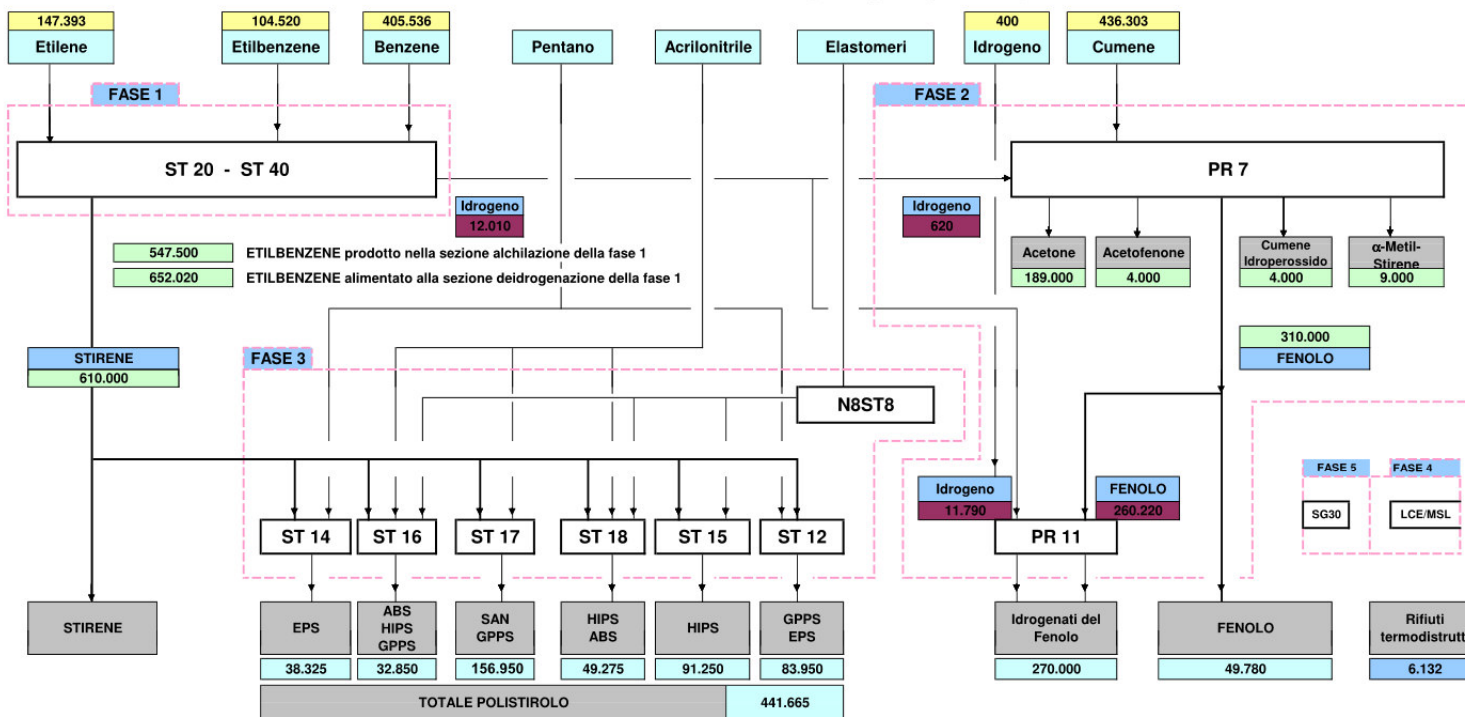 147.393
Etilene
104.520
Etilbenzene
405.536
Benzene
Pentano
Acrilonitrile
Elastomeri
400
Idrogeno
436.303
Cumene
FASE 1
FASE 2
ST 20 - ST 40
PR 7
Idrogeno
12.010
Idrogeno
620
547.500
ETILBENZENE prodotto nella sezione alchilazione della fase 1
652.020
ETILBENZENE alimentato alla sezione deidrogenazione della fase 1
Acetone
189.000
Acetofenone
4.000
Cumene
Idroperossido
4.000
α-Metil-
Stirene
9.000
STIRENE
610.000
310.000
FENOLO
FASE 3
N8ST8
Idrogeno
11.790
FENOLO
260.220
FASE 5
FASE 4
SG30
LCE/MSL
ST 14
ST 16
ST 17
ST 18
ST 15
ST 12
PR 11
STIRENE
EPS
38.325
ABS
HIPS
GPPS
32.850
SAN
GPPS
156.950
HIPS
ABS
49.275
HIPS
91.250
GPPS
EPS
83.950
Idrogenati del
Fenolo
270.000
FENOLO
49.780
Rifiuti
termodistrutt
6.132
TOTALE POLISTIROLO
441.665